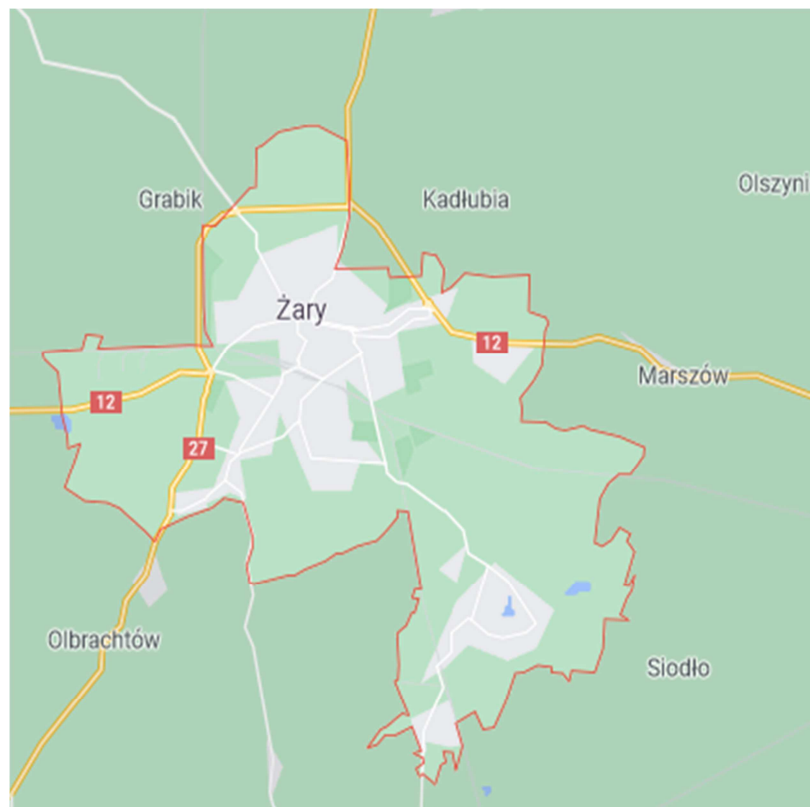 Olszyni
Grabik
Kadłubia
Żary
12
Marszów
12
27
Olbrachtów
Siodło